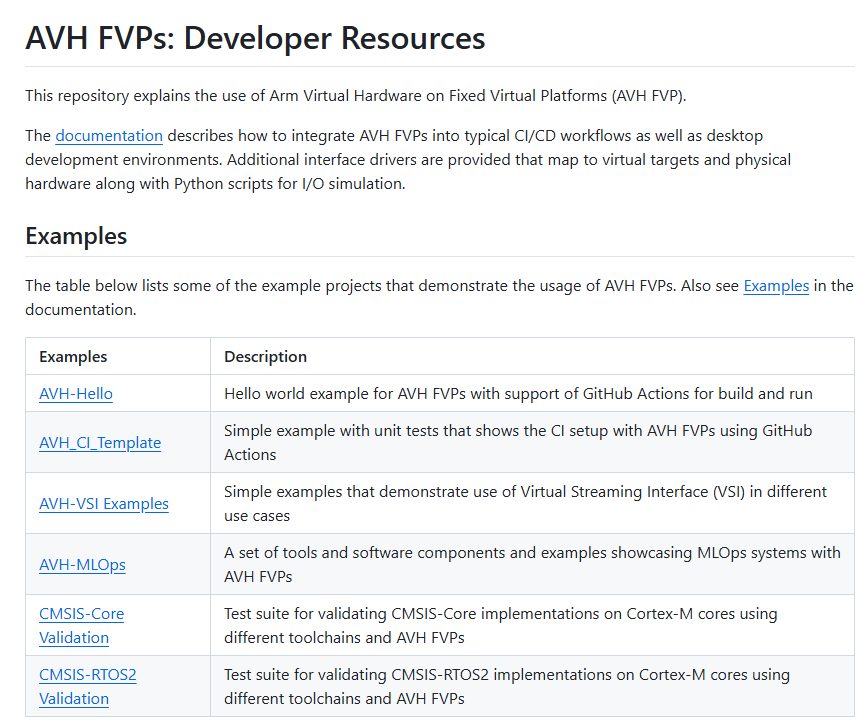 AVH FVPs: Developer Resources
This repository explains the use of Arm Virtual Hardware on Fixed Virtual Platforms (AVH FVP).
The documentation describes how to integrate AVH FVPs into typical CI/CD workflows as well as desktop
development environments. Additional interface drivers are provided that map to virtual targets and physical
hardware along with Python scripts for I/O simulation.
Examples
The table below lists some of the example projects that demonstrate the usage of AVH FVPs. Also see Examples in the
documentation.
Examples Description
AVH-Hello Hello world example for AVH FVPs with support of GitHub Actions for build and run
AVH_CI_Template Simple example with unit tests that shows the CI setup with AVH FVPs using GitHub
Actions
AVH-VSI Examples Simple examples that demonstrate use of Virtual Streaming Interface (VSI) in different
use cases
AVH-MLOps A set of tools and software components and examples showcasing MLOps systems with
AVH FVPs
CMSIS-Core Test suite for validating CMSIS-Core implementations on Cortex-M cores using
Validation different toolchains and AVH FVPs
CMSIS-RTOS2 Test suite for validating CMSIS-RTOS2 implementations on Cortex-M cores using
Validation different toolchains and AVH FVPs